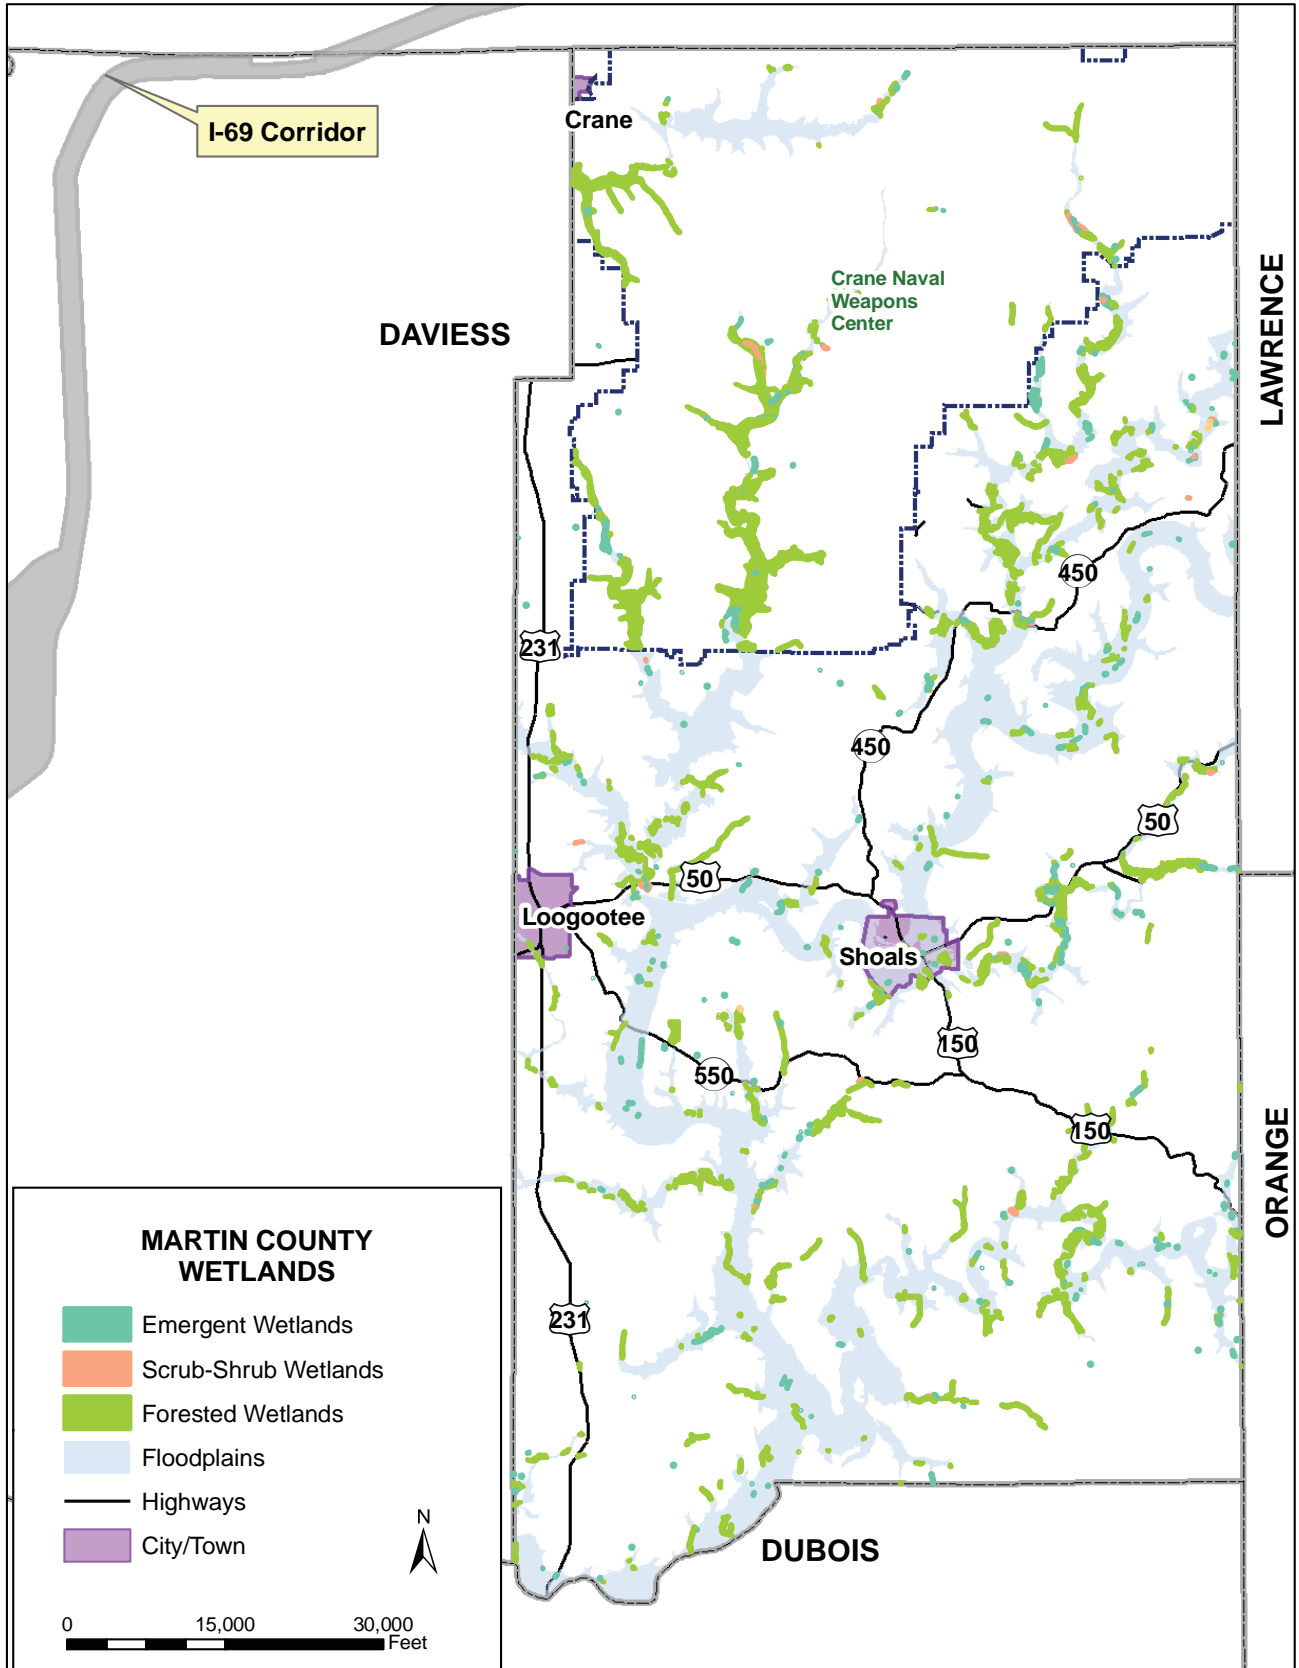 I-69 Corridor
Crane
Crane Naval
Weapons
Center
DAVIESS
LAWRENCE
450
231
450
50
50
Loogootee
Shoals
150
550
150
ORANGE
231
MARTIN COUNTY
WETLANDS
Emergent Wetlands
Scrub-Shrub Wetlands
Forested Wetlands
Floodplains
Highways
City/Town
N
0 15,000 30,000
Feet
DUBOIS